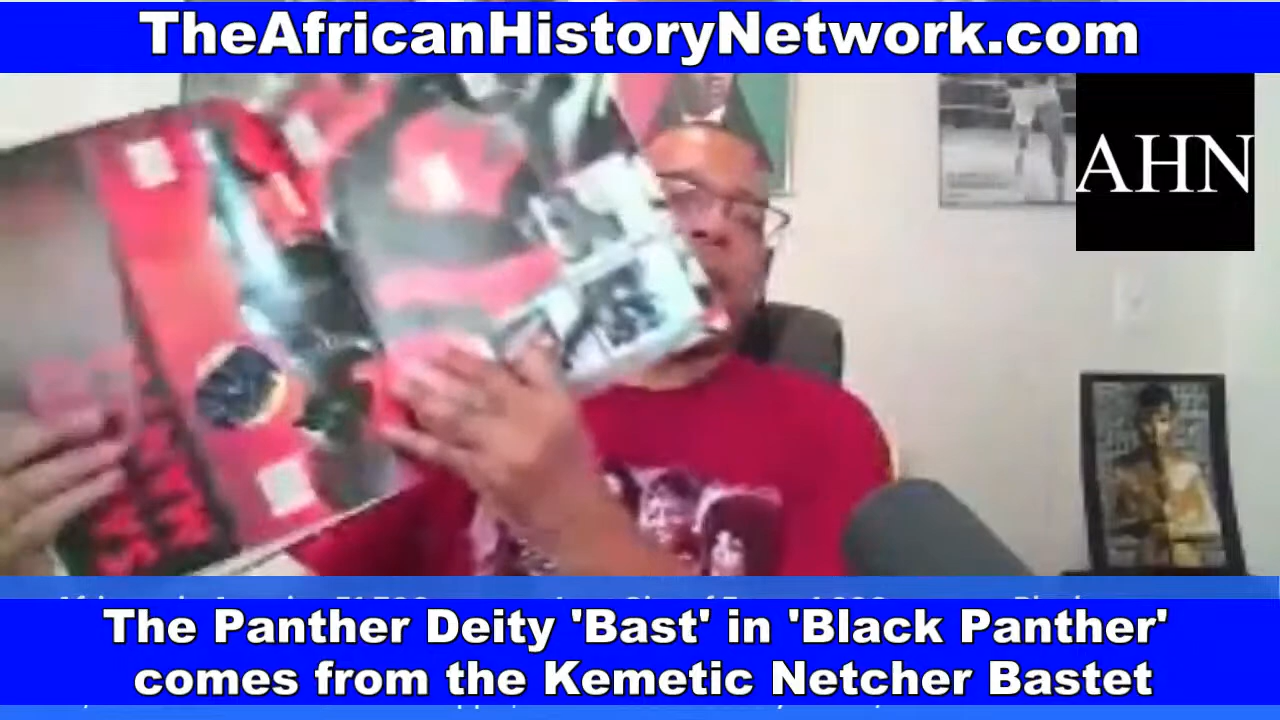 TheAfricanHistoryNetwork.com
AHN
The Panther Deity 'Bast' in 'Black Panther'
comes from the Kemetic Netcher Bastet